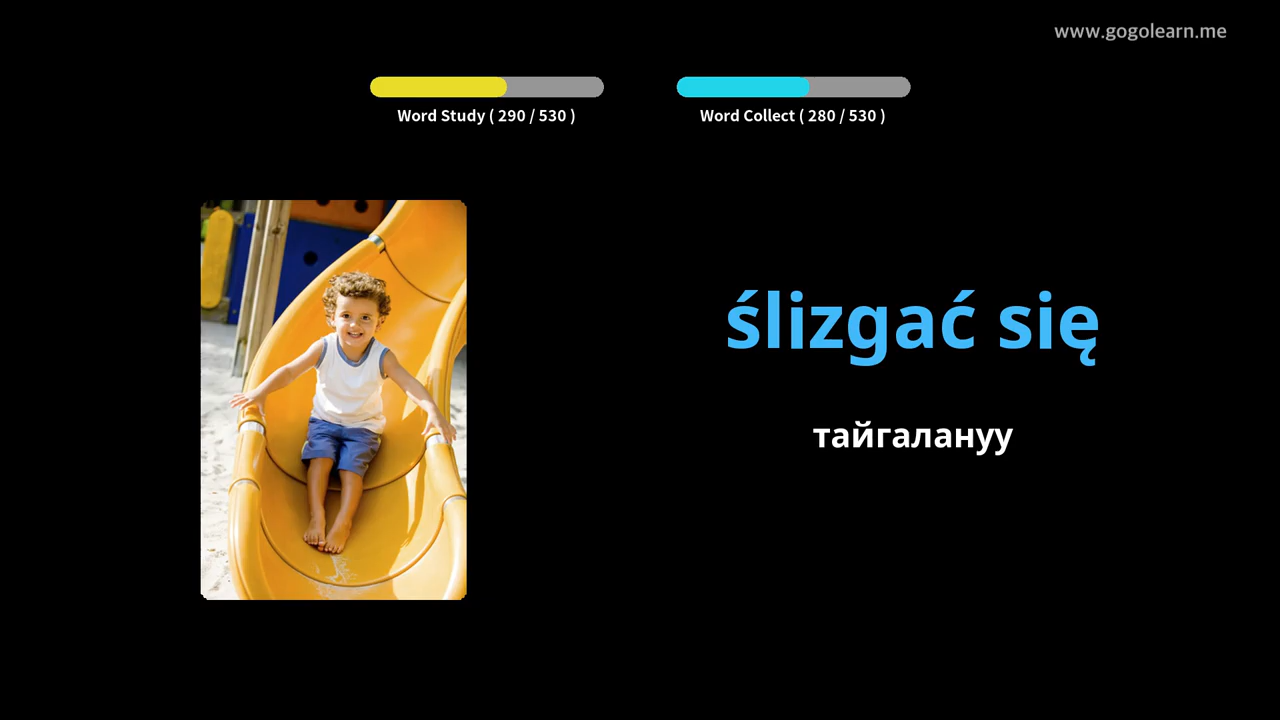 www.gogolearn.me
Word Study ( 290 / 530 )
Word Collect ( 280 / 530 )
ślizgać się
тайгалануу